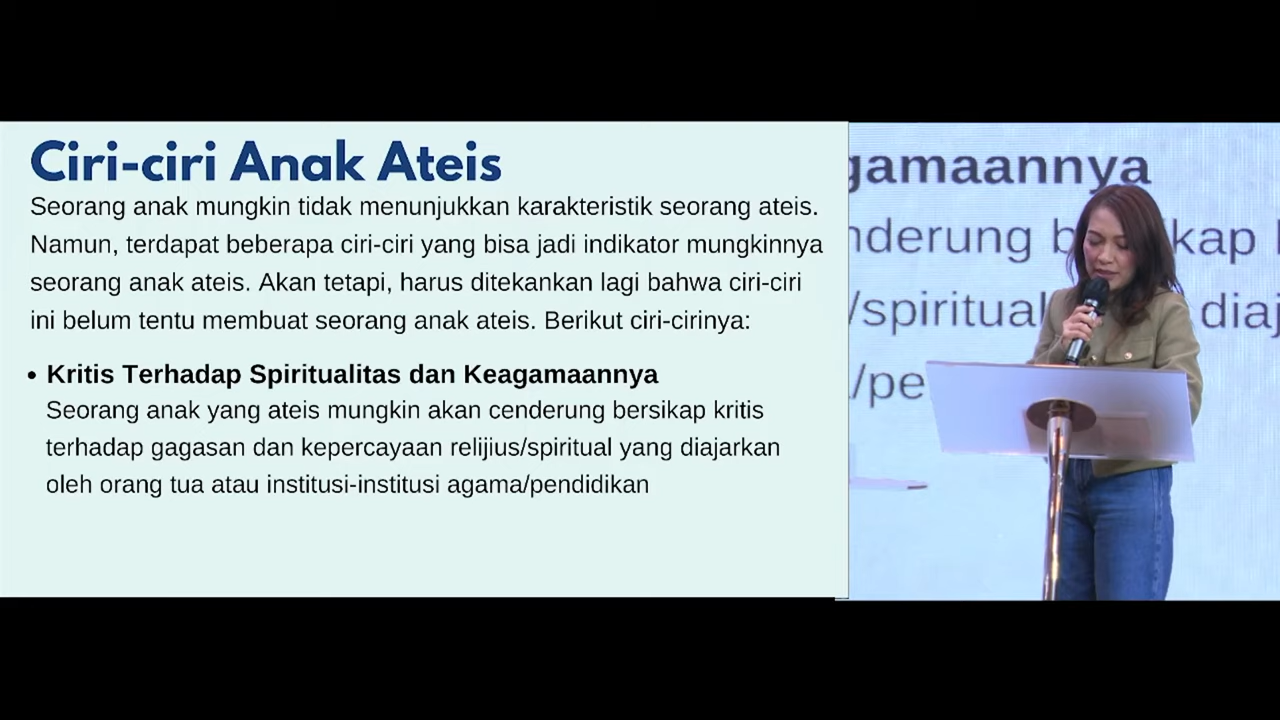 Ciri-ciri Anak Ateis
Seorang anak mungkin tidak menunjukkan karakteristik seorang ateis.
Namun, terdapat beberapa ciri-ciri yang bisa jadi indikator mungkinnya
seorang anak ateis. Akan tetapi, harus ditekankan lagi bahwa ciri-ciri
ini belum tentu membuat seorang anak ateis. Berikut ciri-cirinya:
• Kritis Terhadap Spiritualitas dan Keagamaannya
Seorang anak yang ateis mungkin akan cenderung bersikap kritis
terhadap gagasan dan kepercayaan relijius/spiritual yang diajarkan
oleh orang tua atau institusi-institusi agama/pendidikan
gamaannya
/spiritual
/pe